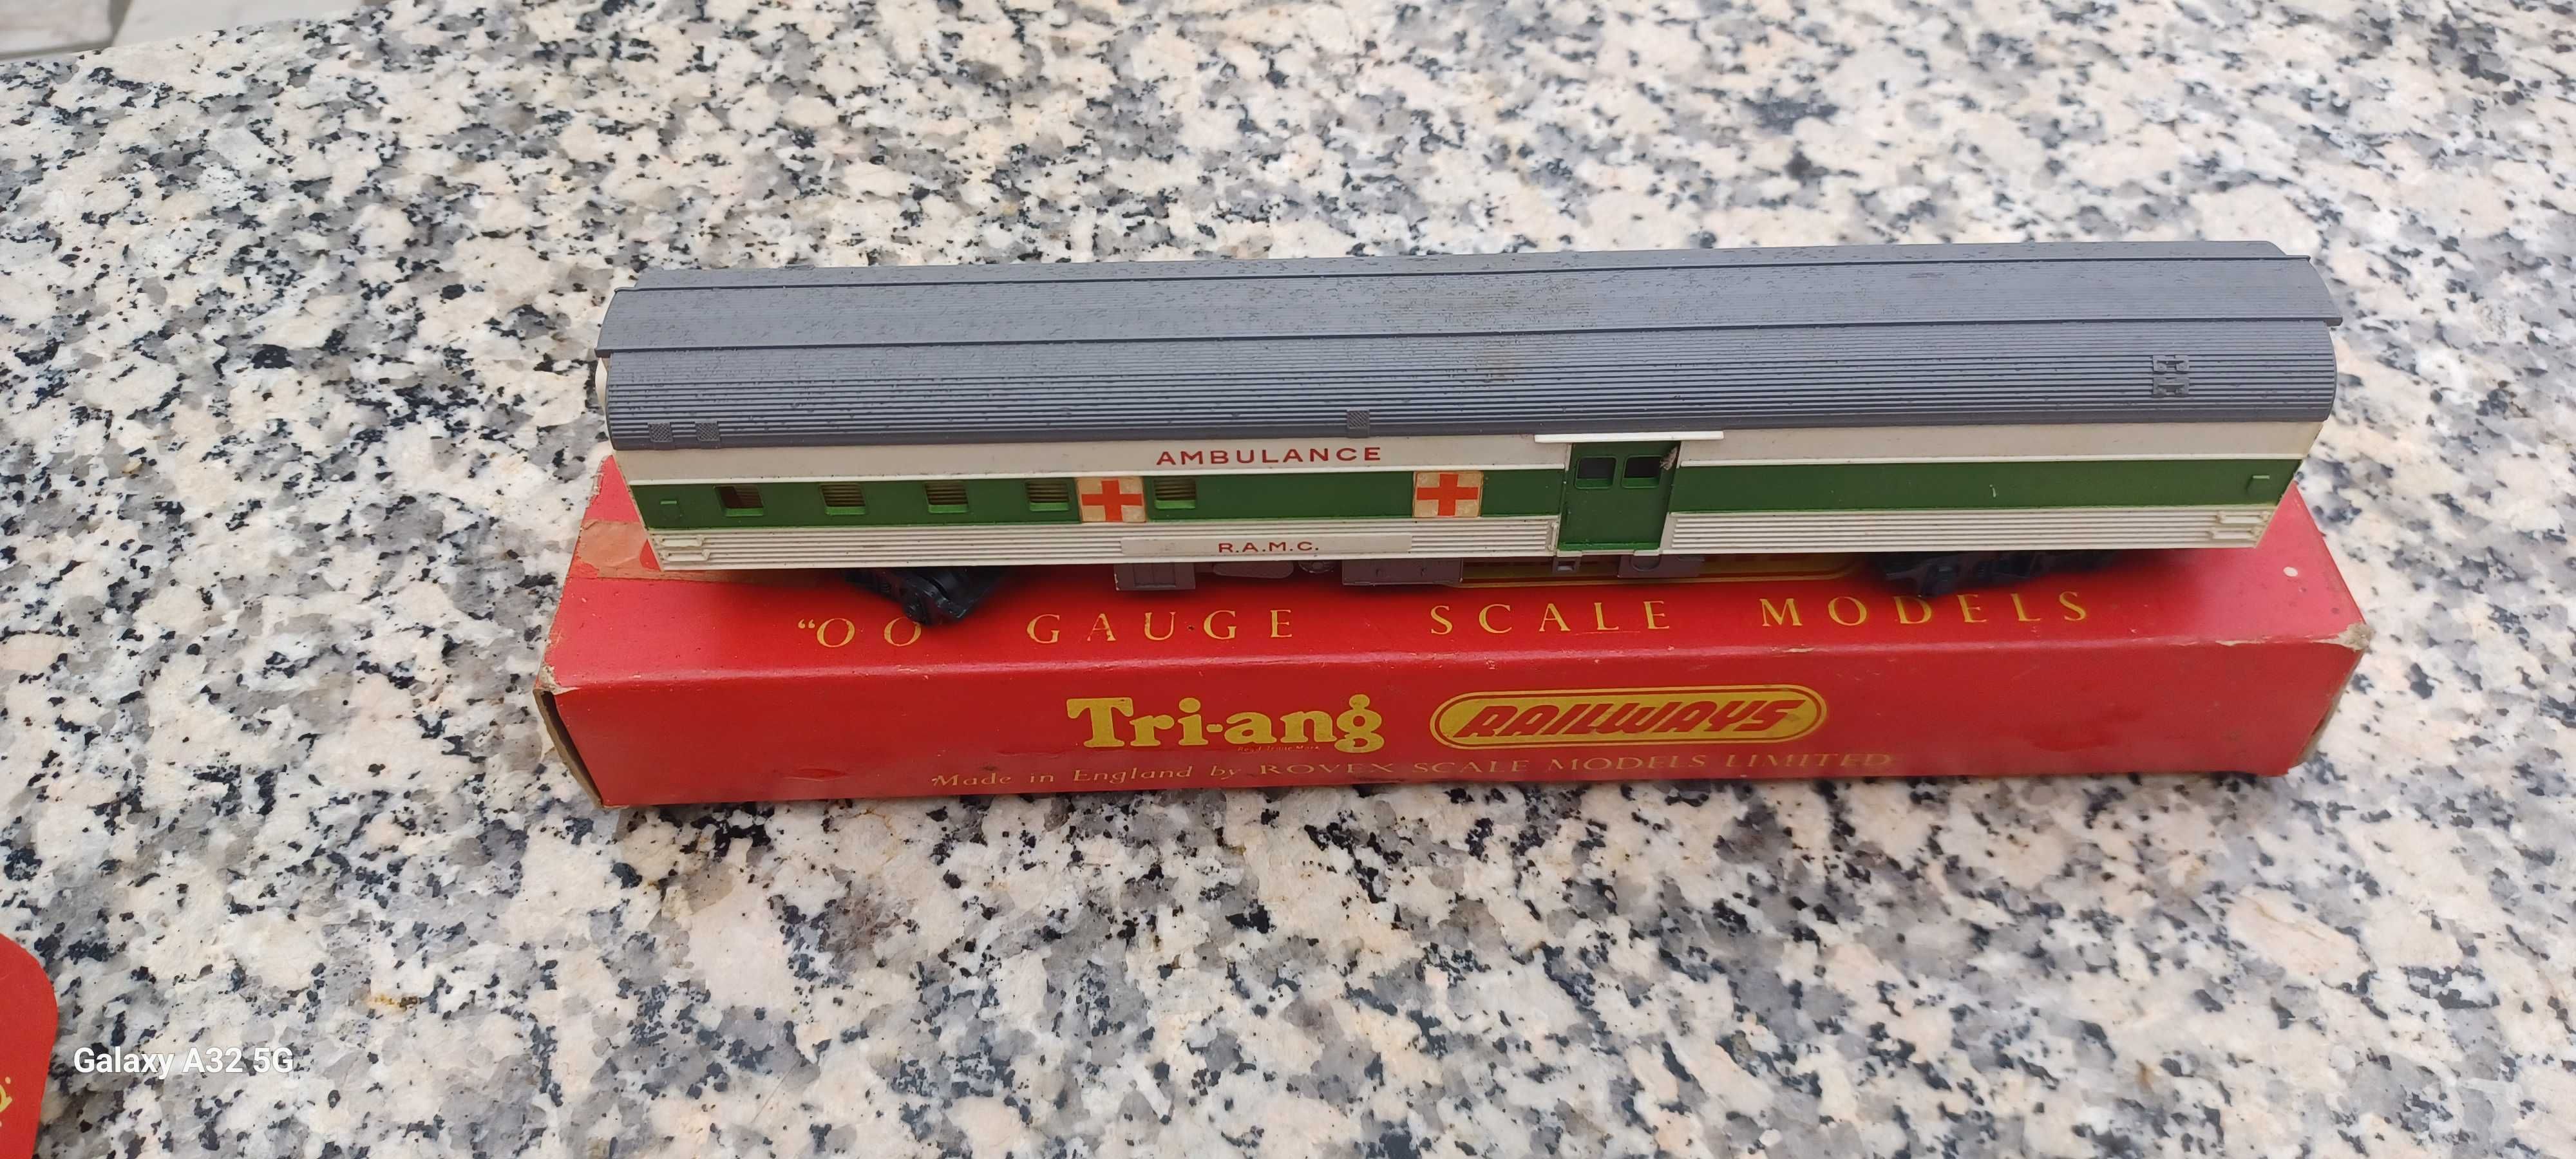 AMBULANCE
R.A.M.C.
“OO GAUGE SCALE MODELS
Tri-ang RAILWAYS
Made in England by ROVEX SCALE MODELS LIMITED
Galaxy A32 5G